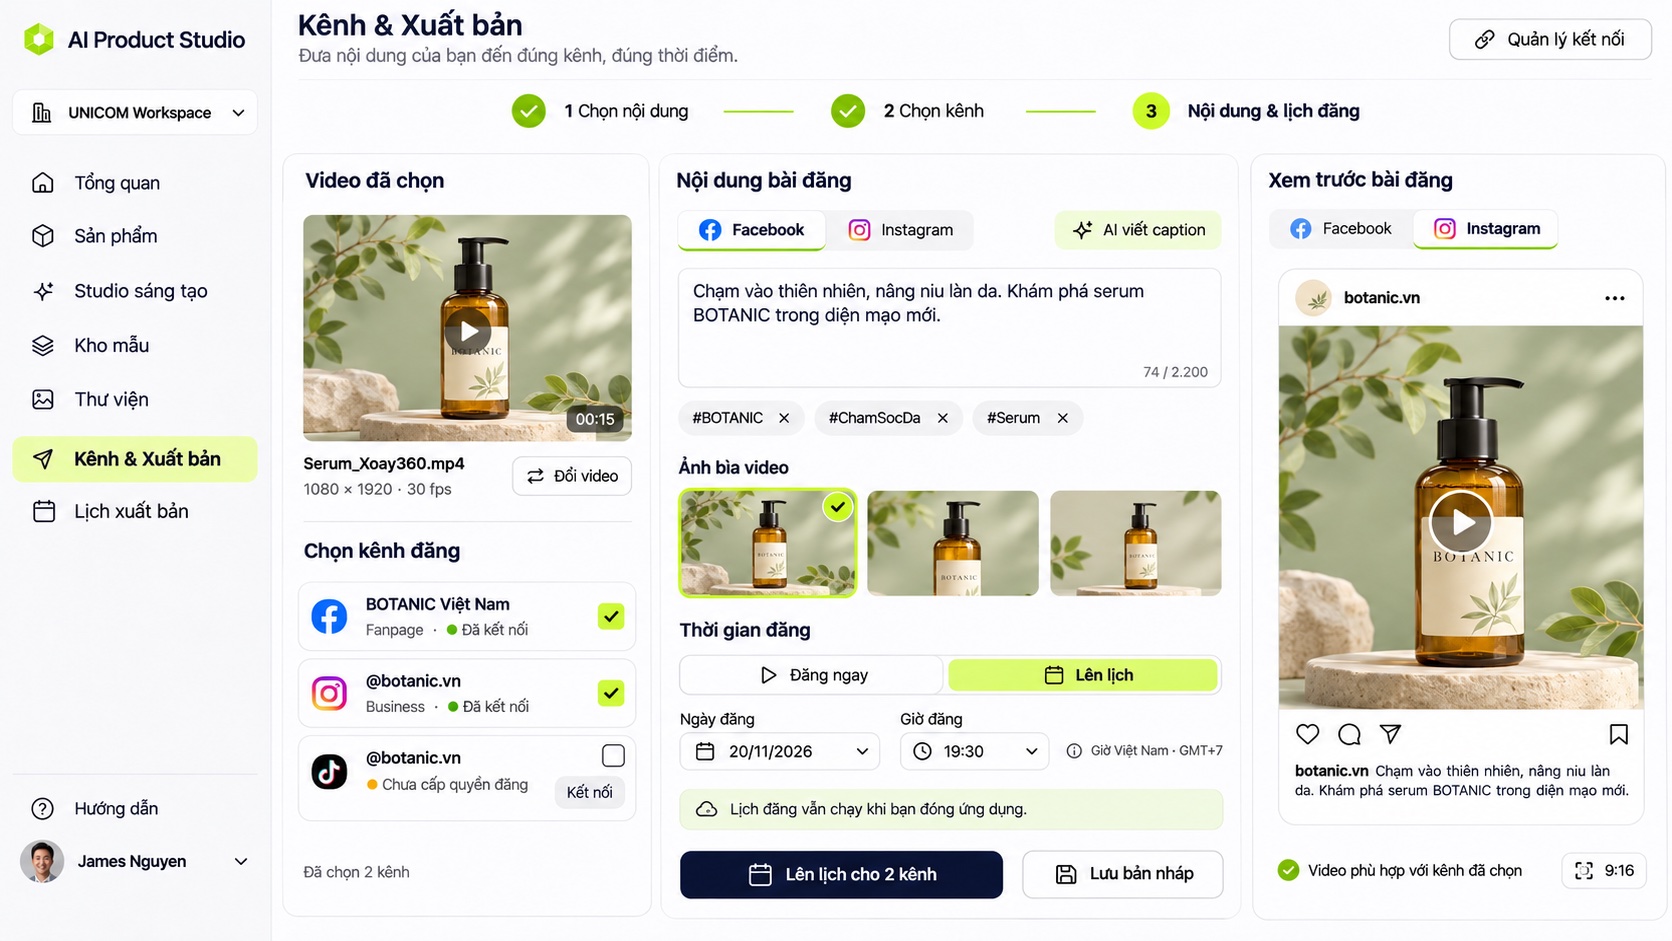 AI Product Studio
UNICOM Workspace
Tổng quan
Sản phẩm
Studio sáng tạo
Kho mẫu
Thư viện
Kênh & Xuất bản
Lịch xuất bản
Hướng dẫn
James Nguyen
Kênh & Xuất bản
Đưa nội dung của bạn đến đúng kênh, đúng thời điểm.
Quản lý kết nối
1 Chọn nội dung
2 Chọn kênh
3 Nội dung & lịch đăng
Video đã chọn
BOTANIC
00:15
Serum_Xoay360.mp4
1080 × 1920 · 30 fps
Đổi video
Chọn kênh đăng
BOTANIC Việt Nam
Fanpage · Đã kết nối
@botanic.vn
Business · Đã kết nối
@botanic.vn
Chưa cấp quyền đăng
Kết nối
Đã chọn 2 kênh
Nội dung bài đăng
Facebook
Instagram
AI viết caption
Chạm vào thiên nhiên, nâng niu làn da. Khám phá serum
BOTANIC trong diện mạo mới.
74 / 2.200
#BOTANIC
#ChamSocDa
#Serum
Ảnh bìa video
BOTANIC
BOTANIC
BOTANIC
Thời gian đăng
Đăng ngay
Lên lịch
Ngày đăng
20/11/2026
Giờ đăng
19:30
Giờ Việt Nam · GMT+7
Lịch đăng vẫn chạy khi bạn đóng ứng dụng.
Lên lịch cho 2 kênh
Lưu bản nháp
Xem trước bài đăng
Facebook
Instagram
botanic.vn
BOTANIC
botanic.vn Chạm vào thiên nhiên, nâng niu làn
da. Khám phá serum BOTANIC trong diện mạo mới.
Video phù hợp với kênh đã chọn
9:16